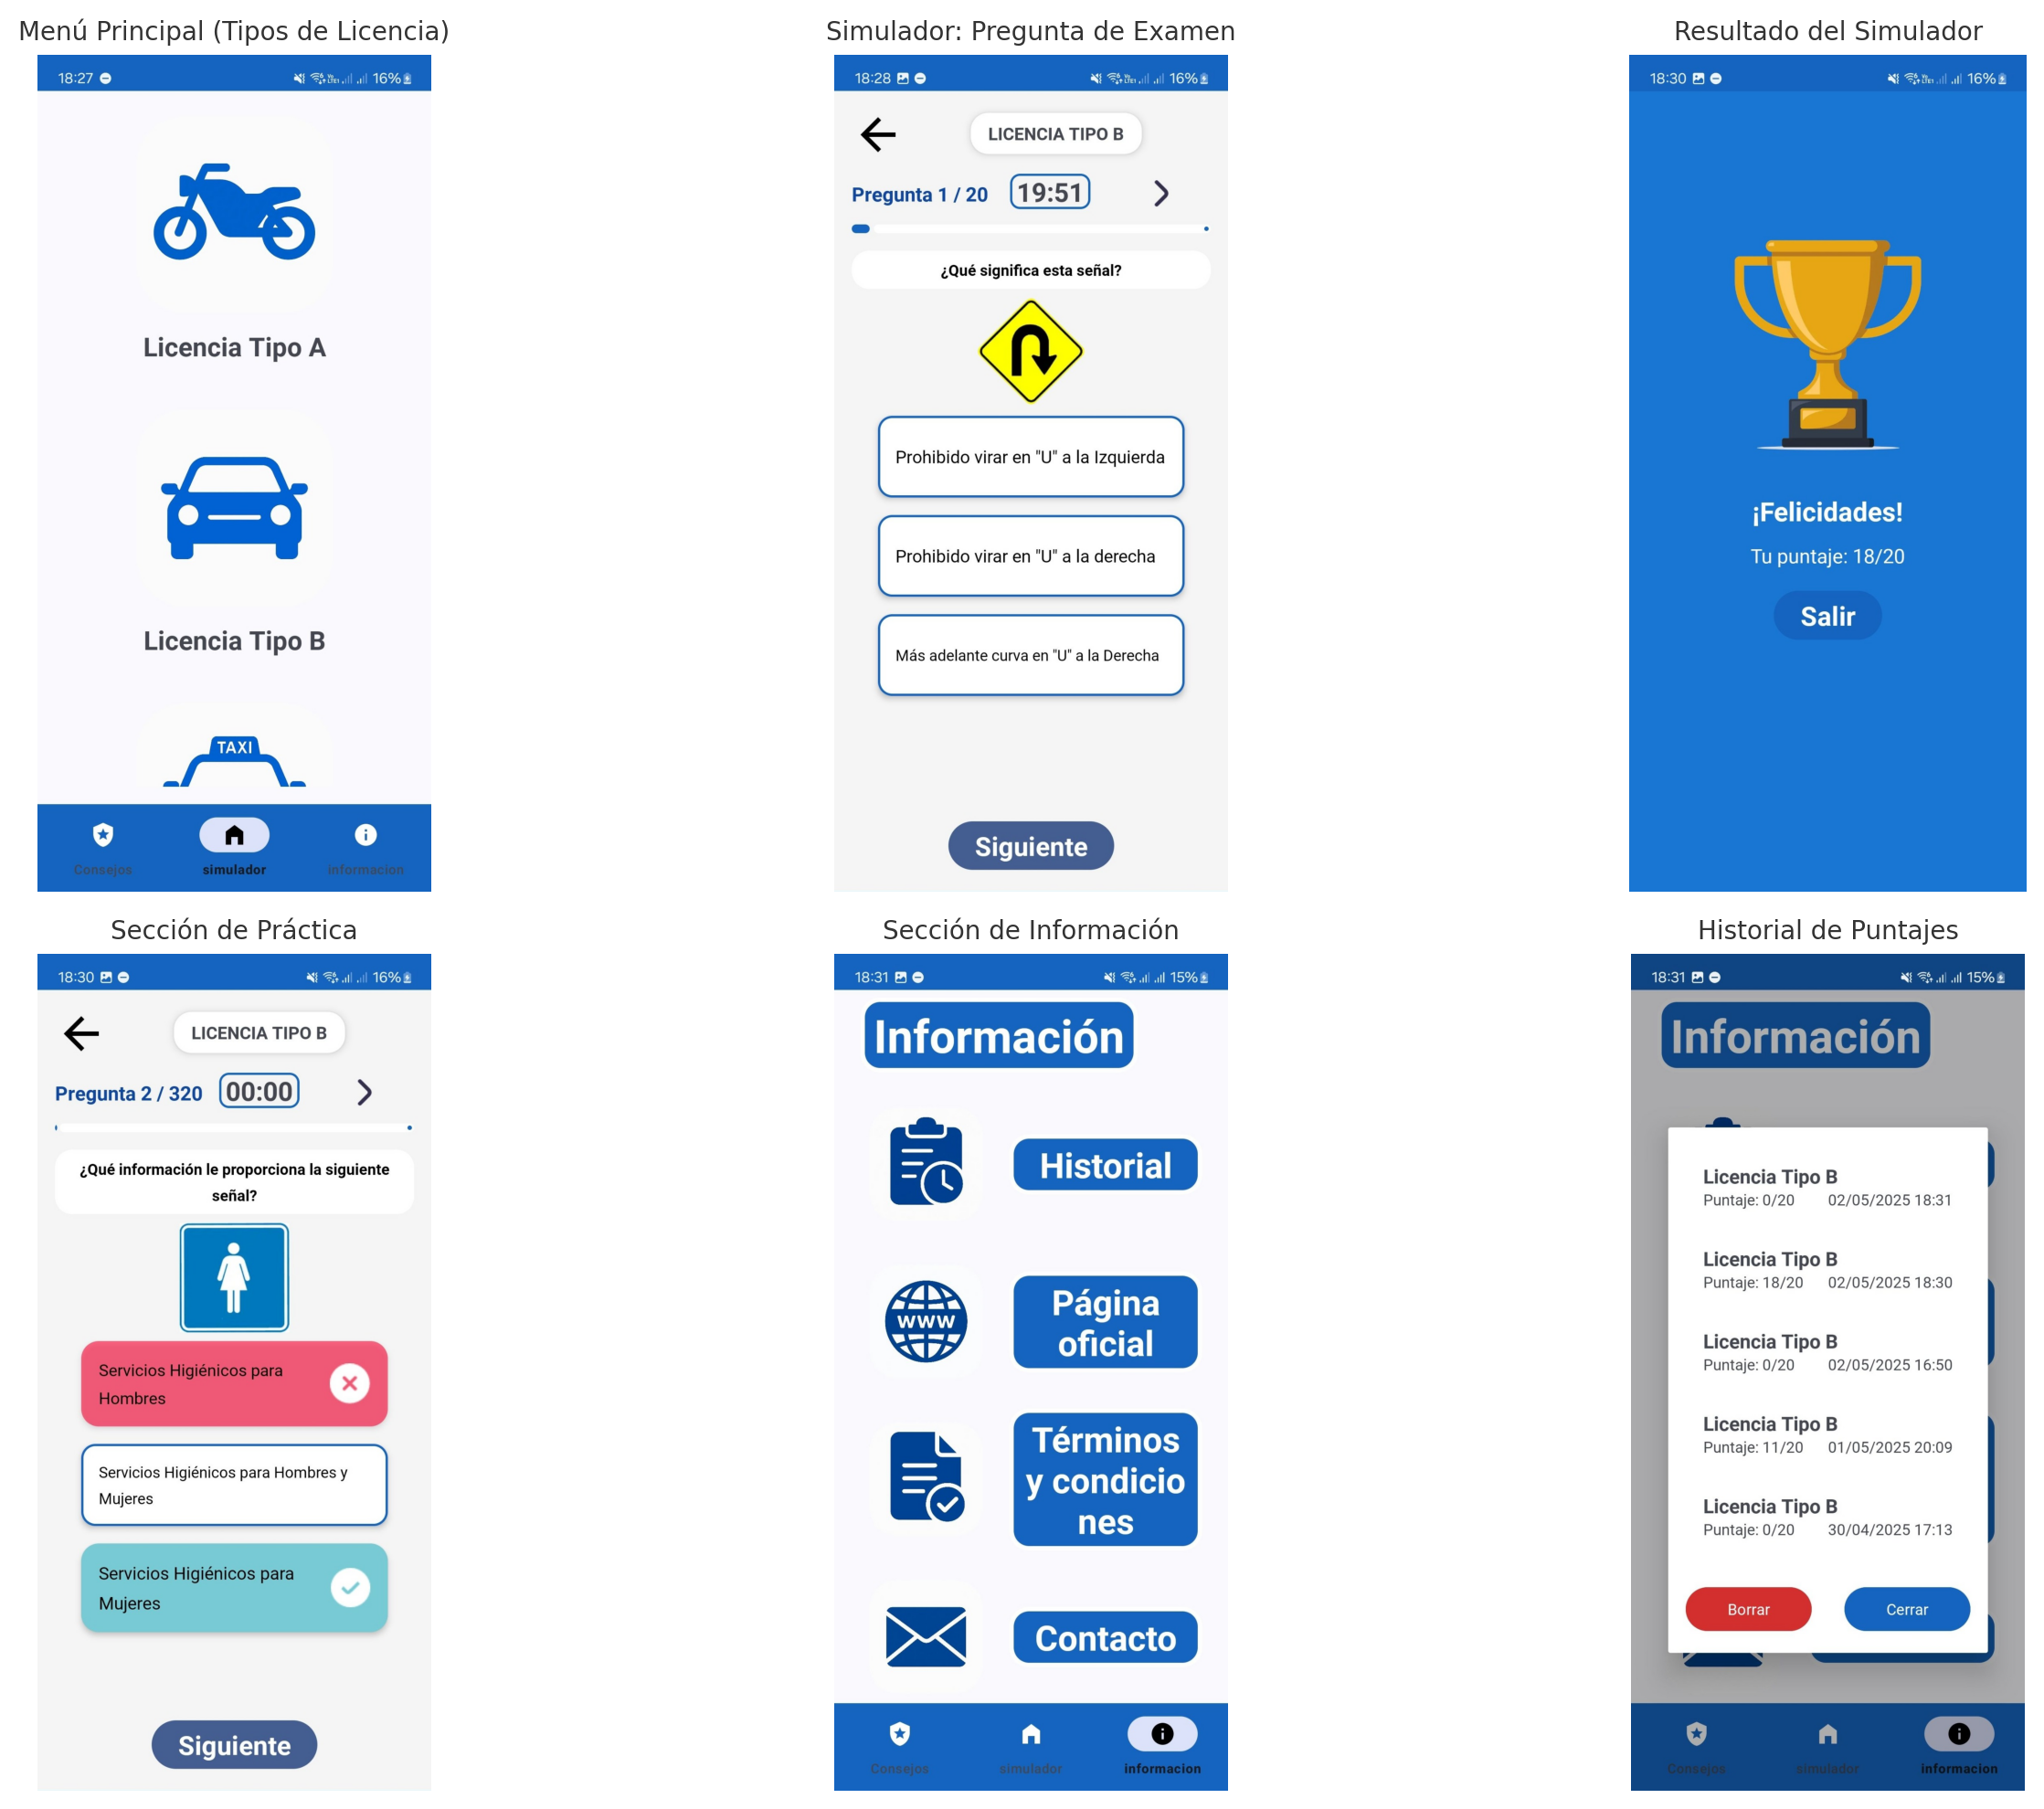 Menú Principal (Tipos de Licencia)
18:27
16%
Licencia Tipo A
Licencia Tipo B
TAXI
Consejos
simulador
informacion
Simulador: Pregunta de Examen
18:28
16%
LICENCIA TIPO B
Pregunta 1 / 20
19:51
¿Qué significa esta señal?
Prohibido virar en "U" a la Izquierda
Prohibido virar en "U" a la derecha
Más adelante curva en "U" a la Derecha
Siguiente
Resultado del Simulador
18:30
16%
¡Felicidades!
Tu puntaje: 18/20
Salir
Sección de Práctica
18:30
16%
LICENCIA TIPO B
Pregunta 2 / 320
00:00
¿Qué información le proporciona la siguiente
señal?
Servicios Higiénicos para
Hombres
Servicios Higiénicos para Hombres y
Mujeres
Servicios Higiénicos para
Mujeres
Siguiente
Sección de Información
18:31
15%
Información
Historial
WWW
Página
oficial
Términos
y condicio
nes
Contacto
Consejos
simulador
informacion
Historial de Puntajes
18:31
15%
Información
Licencia Tipo B
Puntaje: 0/20 02/05/2025 18:31
Licencia Tipo B
Puntaje: 18/20 02/05/2025 18:30
Licencia Tipo B
Puntaje: 0/20 02/05/2025 16:50
Licencia Tipo B
Puntaje: 11/20 01/05/2025 20:09
Licencia Tipo B
Puntaje: 0/20 30/04/2025 17:13
Borrar
Cerrar
Consejos
simulador
informacion